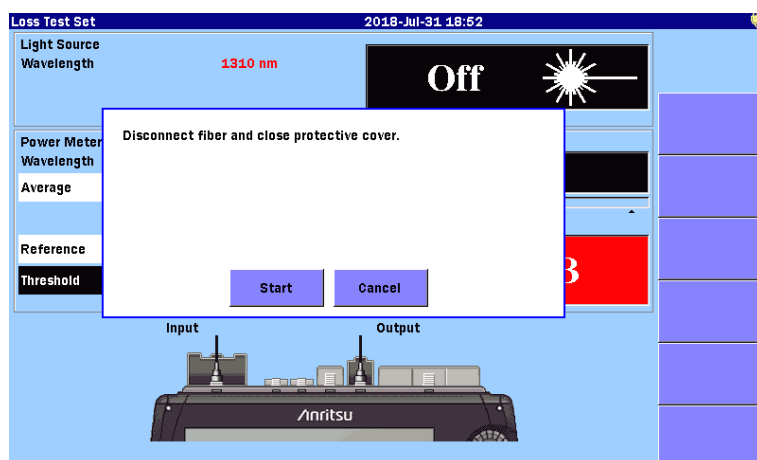 Loss Test Set 2018-Jul-31 18:52
Light Source
Wavelength 1310 nm
Off
Power Meter
Wavelength
Average
Reference
Threshold
Disconnect fiber and close protective cover.
Start Cancel
Input Output
Anritsu